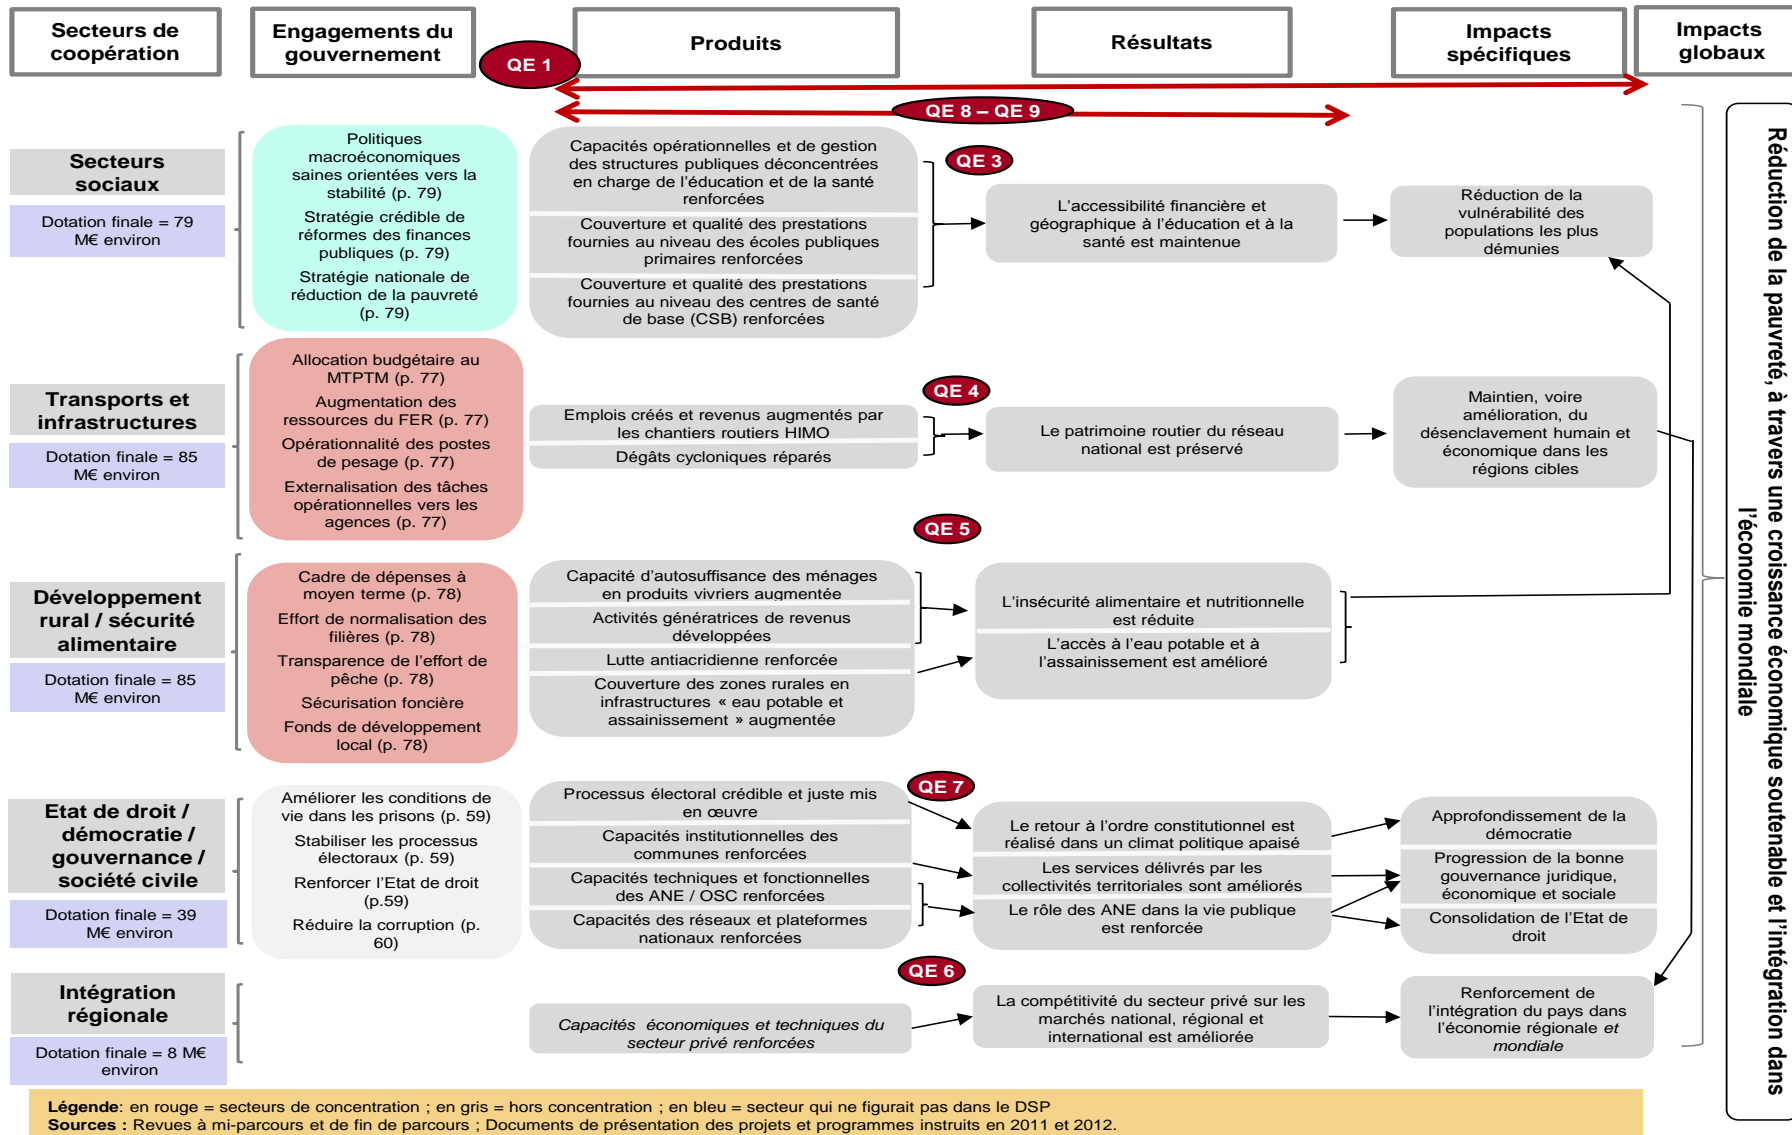 Secteurs de
coopération
Engagements du
gouvernement
Produits
Résultats
Impacts
spécifiques
Impacts
globaux
QE 1
QE 8 – QE 9
Secteurs
sociaux
Dotation finale = 79
M€ environ
Politiques
macroéconomiques
saines orientées vers la
stabilité (p. 79)
Stratégie crédible de
réformes des finances
publiques (p. 79)
Stratégie nationale de
réduction de la pauvreté
(p. 79)
Capacités opérationnelles et de gestion
des structures publiques déconcentrées
en charge de l'éducation et de la santé
renforcées
Couverture et qualité des prestations
fournies au niveau des écoles publiques
primaires renforcées
Couverture et qualité des prestations
fournies au niveau des centres de santé
de base (CSB) renforcées
QE 3
L'accessibilité financière et
géographique à l'éducation et à la
santé est maintenue
Réduction de la
vulnérabilité des
populations les plus
démunies
Transports et
infrastructures
Dotation finale = 85
M€ environ
Allocation budgétaire au
MTPTM (p. 77)
Augmentation des
ressources du FER (p. 77)
Opérationnalité des postes
de pesage (p. 77)
Externalisation des tâches
opérationnelles vers les
agences (p. 77)
Emplois créés et revenus augmentés par
les chantiers routiers HIMO
Dégâts cycloniques réparés
QE 4
Le patrimoine routier du réseau
national est préservé
Maintien, voire
amélioration, du
désenclavement humain et
économique dans les
régions cibles
QE 5
Développement
rural / sécurité
alimentaire
Dotation finale = 85
M€ environ
Cadre de dépenses à
moyen terme (p. 78)
Effort de normalisation des
filières (p. 78)
Transparence de l'effort de
pêche (p. 78)
Sécurisation foncière
Fonds de développement
local (p. 78)
Capacité d'autosuffisance des ménages
en produits vivriers augmentée
Activités génératrices de revenus
développées
Lutte antiacridienne renforcée
Couverture des zones rurales en
infrastructures « eau potable et
assainissement » augmentée
L'insécurité alimentaire et nutritionnelle
est réduite
L'accès à l'eau potable et à
l'assainissement est amélioré
Etat de droit /
démocratie /
gouvernance /
société civile
Dotation finale = 39
M€ environ
Améliorer les conditions de
vie dans les prisons (p. 59)
Stabiliser les processus
électoraux (p. 59)
Renforcer l'Etat de droit
(p.59)
Réduire la corruption (p.
60)
Processus électoral crédible et juste mis
en œuvre
Capacités institutionnelles des
communes renforcées
Capacités techniques et fonctionnelles
des ANE / OSC renforcées
Capacités des réseaux et plateformes
nationaux renforcées
QE 7
Le retour à l'ordre constitutionnel est
réalisé dans un climat politique apaisé
Les services délivrés par les
collectivités territoriales sont améliorés
Le rôle des ANE dans la vie publique
est renforcée
Approfondissement de la
démocratie
Progression de la bonne
gouvernance juridique,
économique et sociale
Consolidation de l'Etat de
droit
QE 6
Intégration
régionale
Dotation finale = 8 M€
environ
Capacités économiques et techniques du
secteur privé renforcées
La compétitivité du secteur privé sur les
marchés national, régional et
international est améliorée
Renforcement de
l'intégration du pays dans
l'économie régionale et
mondiale
Réduction de la pauvreté, à travers une croissance économique soutenable et l'intégration dans
l'économie mondiale
Légende: en rouge = secteurs de concentration ; en gris = hors concentration ; en bleu = secteur qui ne figurait pas dans le DSP
Sources : Revues à mi-parcours et de fin de parcours ; Documents de présentation des projets et programmes instruits en 2011 et 2012.